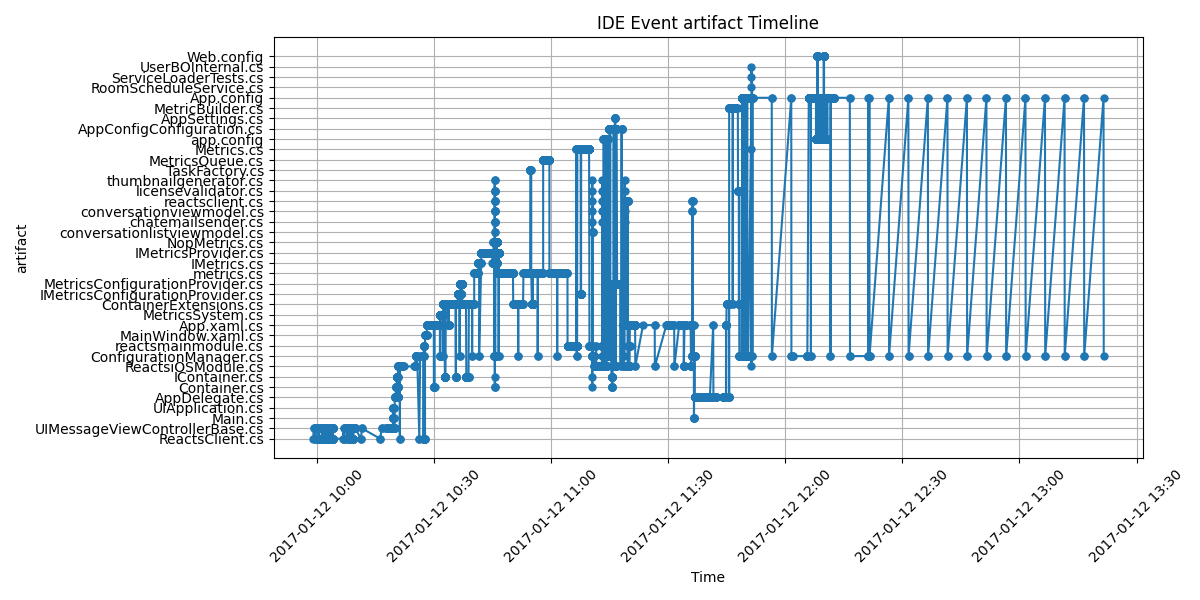 IDE Event artifact Timeline
artifact
Web.config
UserBOInternal.cs
ServiceLoaderTests.cs
RoomScheduleService.cs
App.config
MetricBuilder.cs
AppSettings.cs
AppConfigConfiguration.cs
app.config
Metrics.cs
MetricsQueue.cs
TaskFactory.cs
thumbnailgenerator.cs
licensevalidator.cs
reactsclient.cs
conversationviewmodel.cs
chatemailsender.cs
conversationlistviewmodel.cs
NopMetrics.cs
IMetricsProvider.cs
IMetrics.cs
metrics.cs
MetricsConfigurationProvider.cs
IMetricsConfigurationProvider.cs
ContainerExtensions.cs
MetricsSystem.cs
App.xaml.cs
MainWindow.xaml.cs
reactsmainmodule.cs
ConfigurationManager.cs
ReactsiOSModule.cs
IContainer.cs
Container.cs
AppDelegate.cs
UIApplication.cs
Main.cs
UIMessageViewControllerBase.cs
ReactsClient.cs
2017-01-12 10:00
2017-01-12 10:30
2017-01-12 11:00
2017-01-12 11:30
2017-01-12 12:00
2017-01-12 12:30
2017-01-12 13:00
2017-01-12 13:30
Time